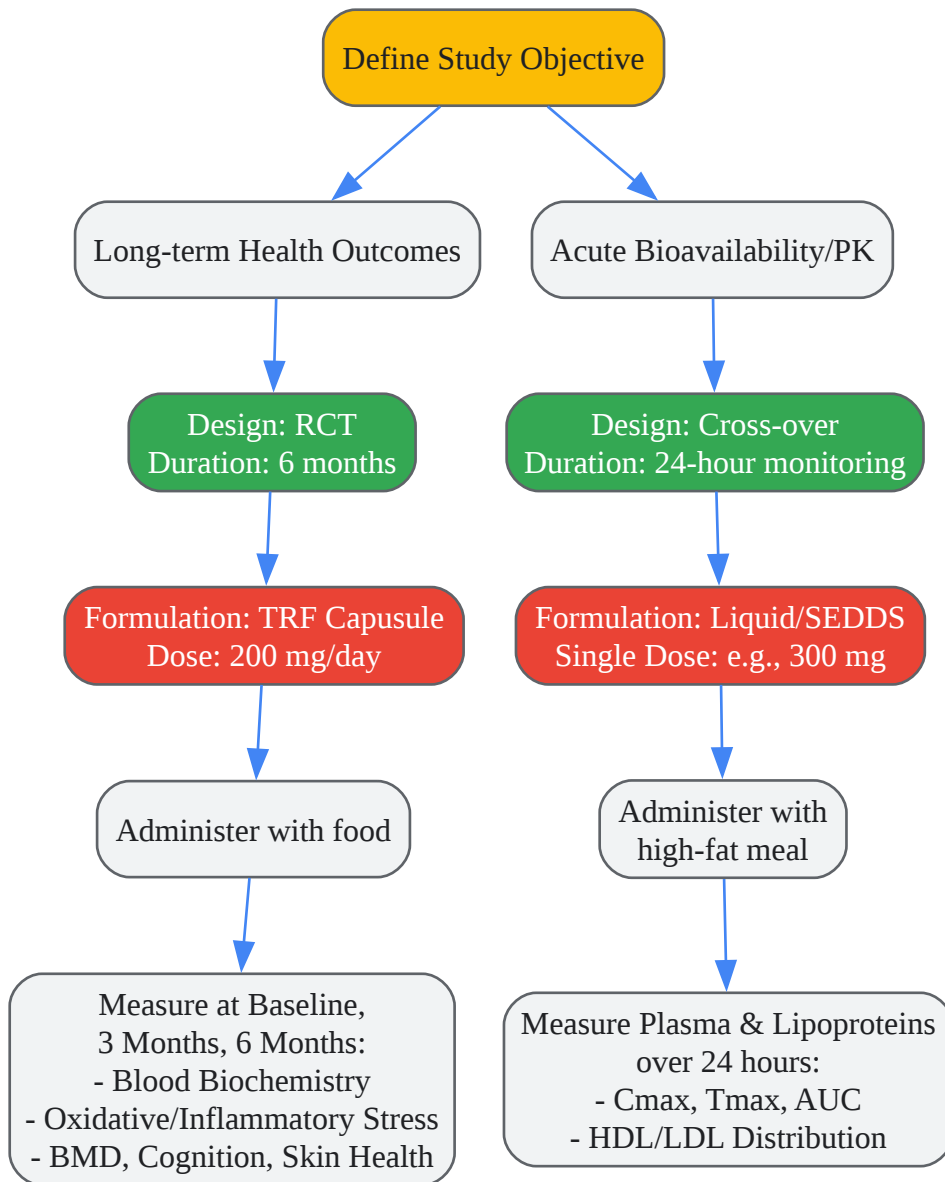 Define Study Objective
Long-term Health Outcomes
Acute Bioavailability/PK
Design: RCT
Duration: 6 months
Design: Cross-over
Duration: 24-hour monitoring
Formulation: TRF Capusule
Dose: 200 mg/day
Formulation: Liquid/SEDDS
Single Dose: e.g., 300 mg
Administer with food
Administer with
high-fat meal
Measure at Baseline,
3 Months, 6 Months:
- Blood Biochemistry
- Oxidative/Inflammatory Stress
- BMD, Cognition, Skin Health
Measure Plasma & Lipoproteins
over 24 hours:
- Cmax, Tmax, AUC
- HDL/LDL Distribution